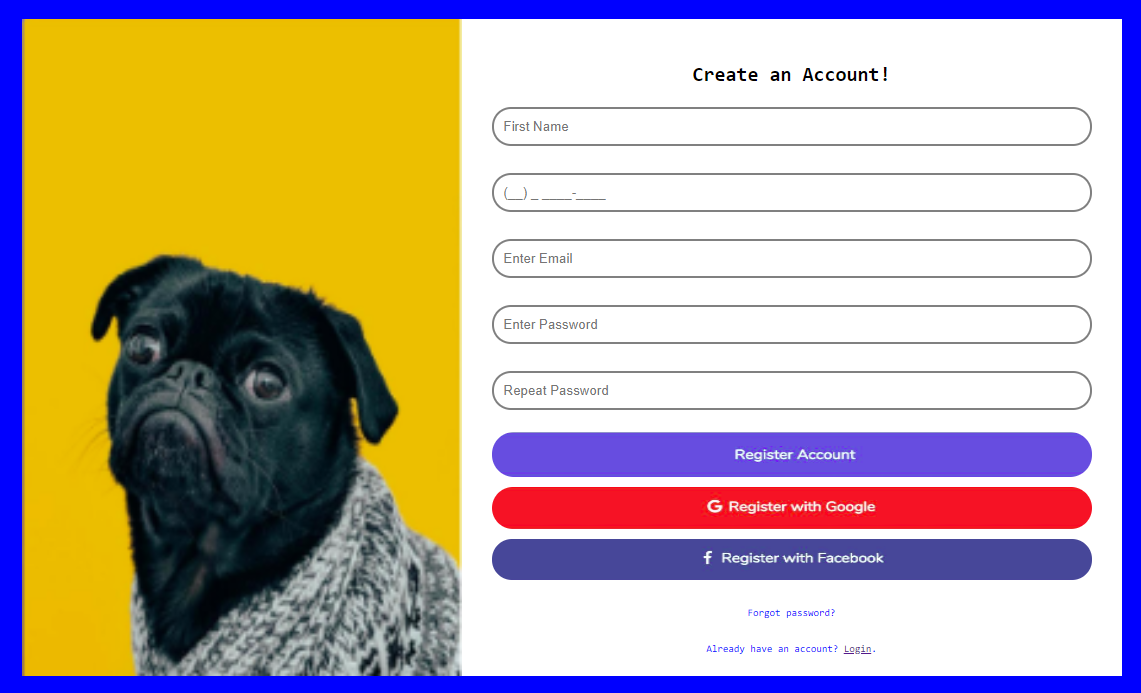 Create an Account!
First Name
(__) _ ____-____
Enter Email
Enter Password
Repeat Password
Register Account
G Register with Google
f Register with Facebook
Forgot password?
Already have an account? Login.